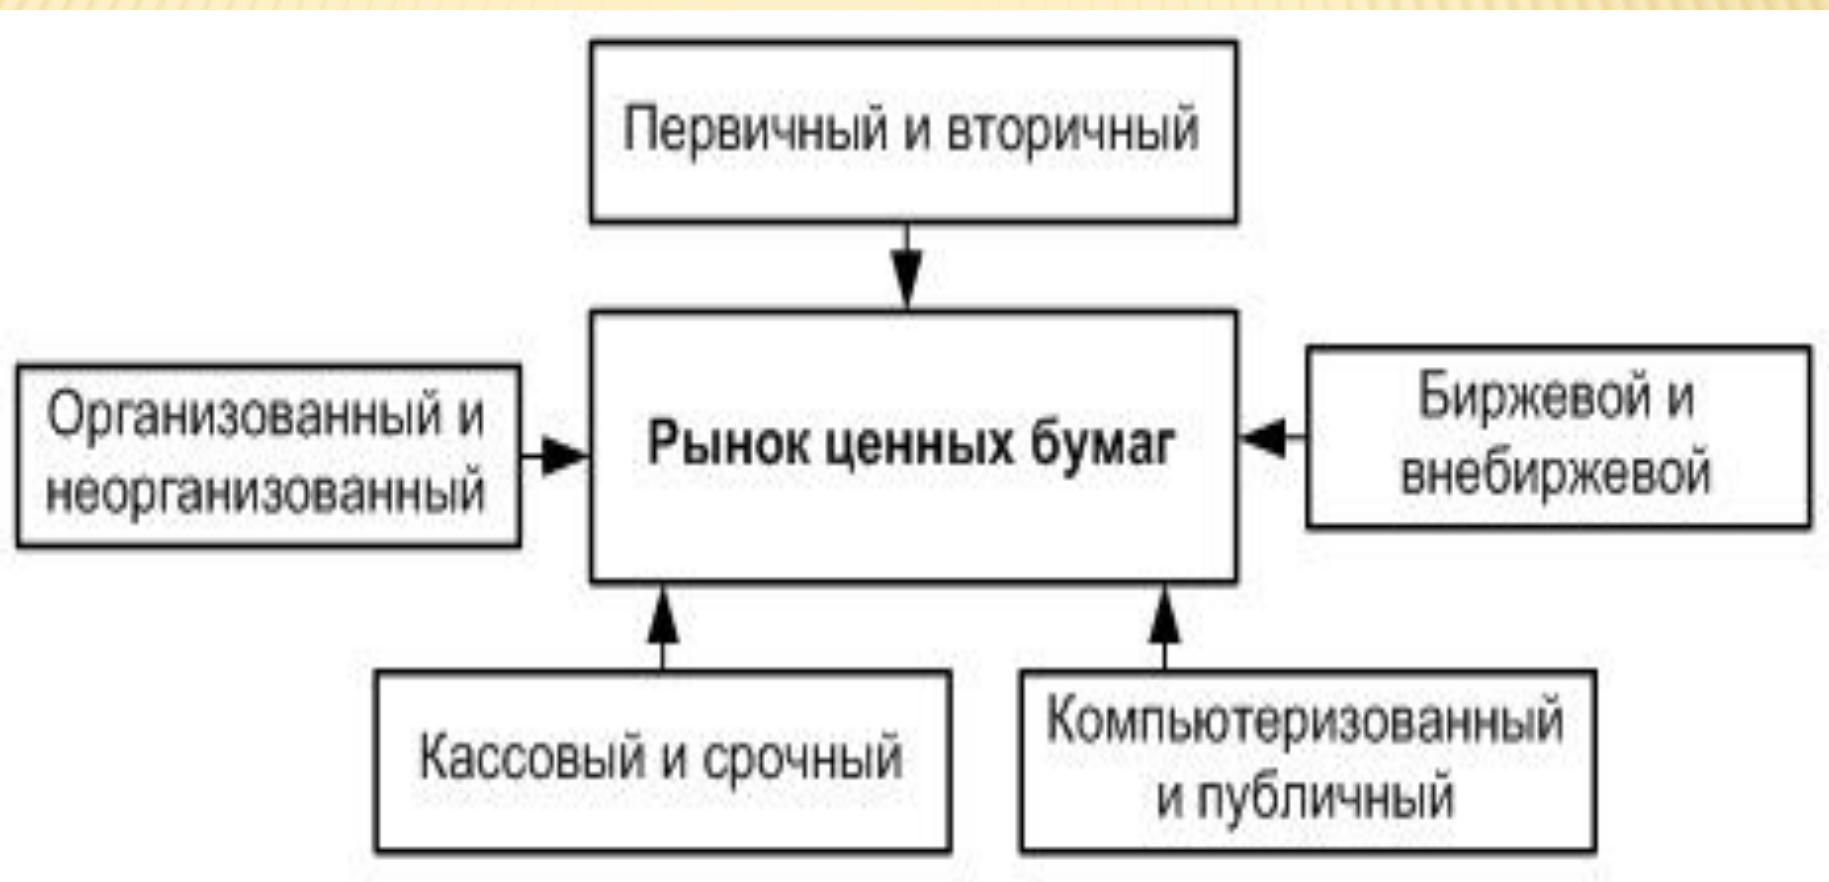 Первичный и вторичный
Организованный и
неорганизованный
Рынок ценных бумаг
Биржевой и
внебиржевой
Кассовый и срочный
Компьютеризованный
и публичный